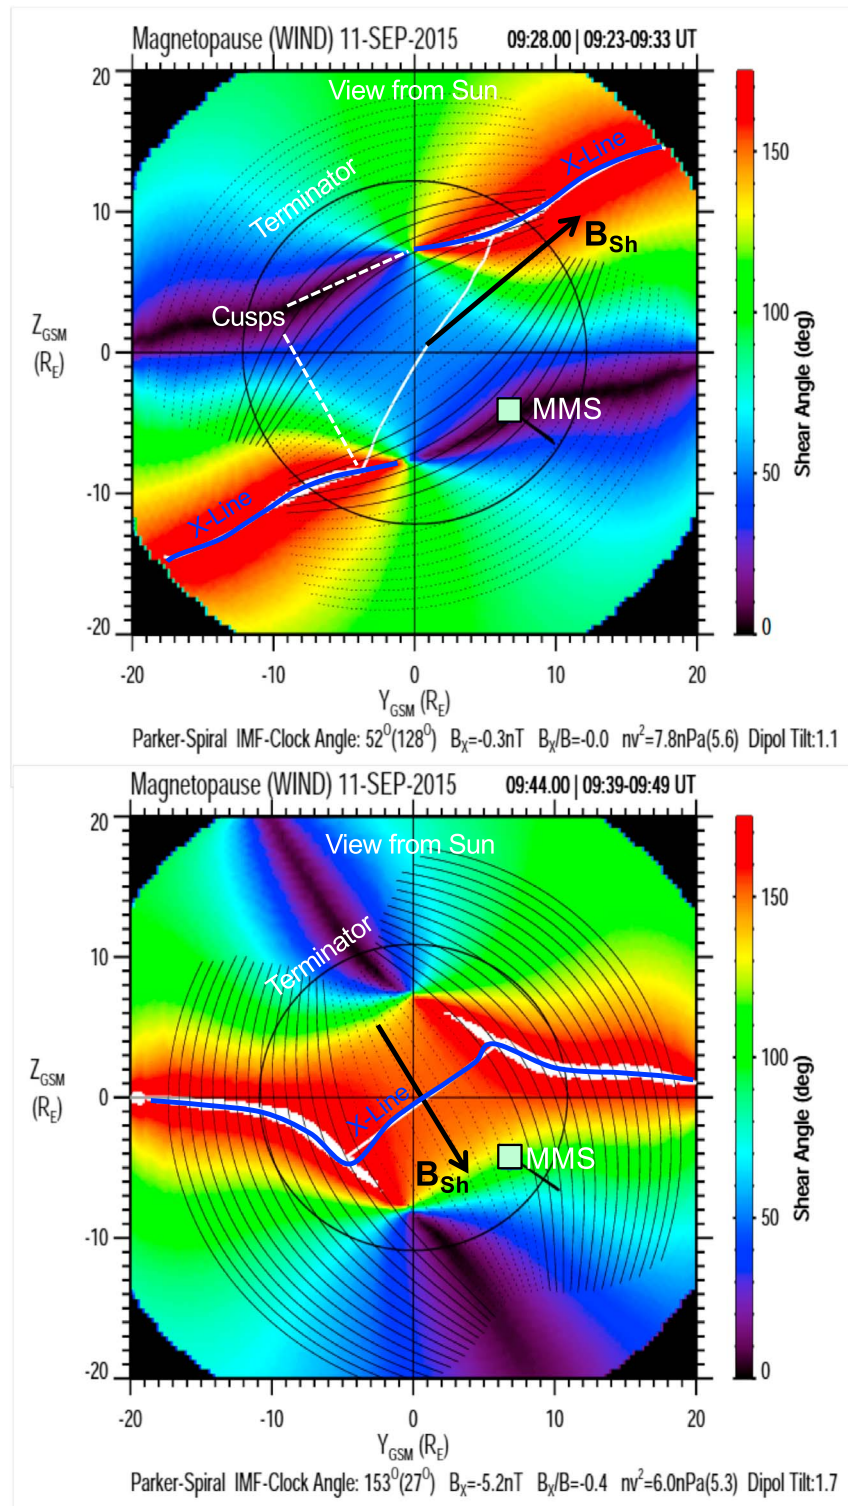 Magnetopause (WIND) 11-SEP-2015 09:28.00 | 09:23-09:33 UT
View from Sun
X-Line
Terminator
B_Sh
Cusps
MMS
X-Line
20
10
0
-10
-20
Z_GSM
(R_E)
-20 -10 0 10 20
Y_GSM (R_E)
150
100
50
0
Shear Angle (deg)
Parker-Spiral IMF-Clock Angle: 52⁰(128⁰) B_X=-0.3nT B_X/B=-0.0 nv²=7.8nPa(5.6) Dipol Tilt:1.1
Magnetopause (WIND) 11-SEP-2015 09:44.00 | 09:39-09:49 UT
View from Sun
Terminator
X-Line
B_Sh
MMS
20
10
0
-10
-20
Z_GSM
(R_E)
-20 -10 0 10 20
Y_GSM (R_E)
150
100
50
0
Shear Angle (deg)
Parker-Spiral IMF-Clock Angle: 153⁰(27⁰) B_X=-5.2nT B_X/B=-0.4 nv²=6.0nPa(5.3) Dipol Tilt:1.7